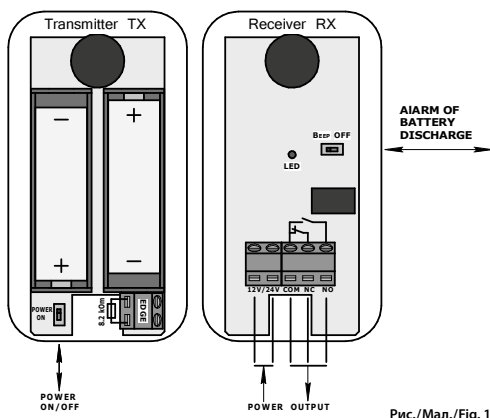 Transmitter TX
Receiver RX
AlARM OF
BATTERY
DISCHARGE
BEEP OFF
LED
–
+
+
–
POWER
ON
8.2 kOm
EDGE
12V/24V COM NC NO
POWER
ON/OFF
POWER OUTPUT
Рис./Мал./Fig. 1